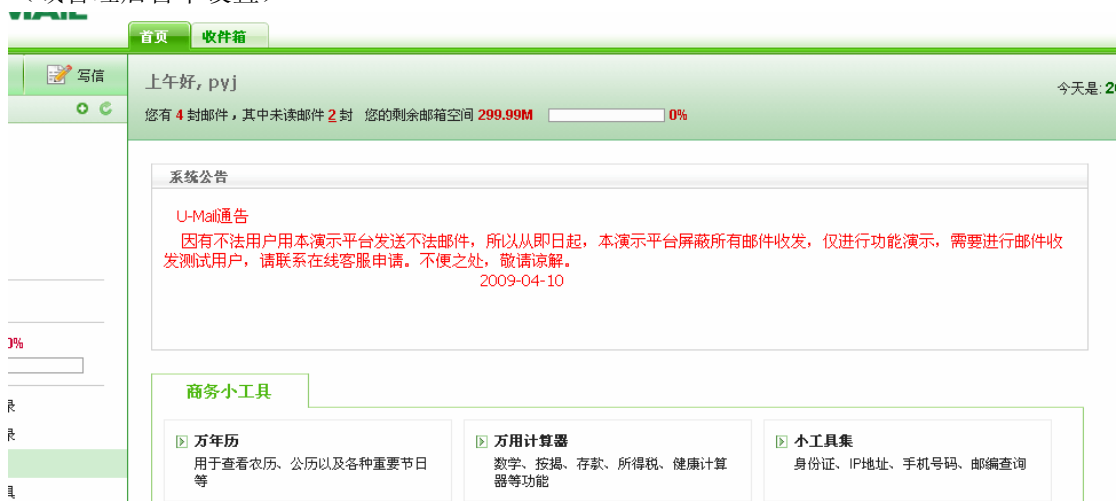 首页 收件箱
写信
上午好, pyj
今天是: 2
您有 4 封邮件，其中未读邮件 2 封 您的剩余邮箱空间 299.99M 0%
系统公告
U-Mail通告
因有不法用户用本演示平台发送不法邮件，所以从即日起，本演示平台屏蔽所有邮件收发，仅进行功能演示，需要进行邮件收
发测试用户，请联系在线客服申请。不便之处，敬请谅解。
2009-04-10
0%
商务小工具
录
录
具
万年历 万用计算器 小工具集
用于查看农历、公历以及各种重要节日 数学、按揭、存款、所得税、健康计算 身份证、IP地址、手机号码、邮编查询
等 器等功能